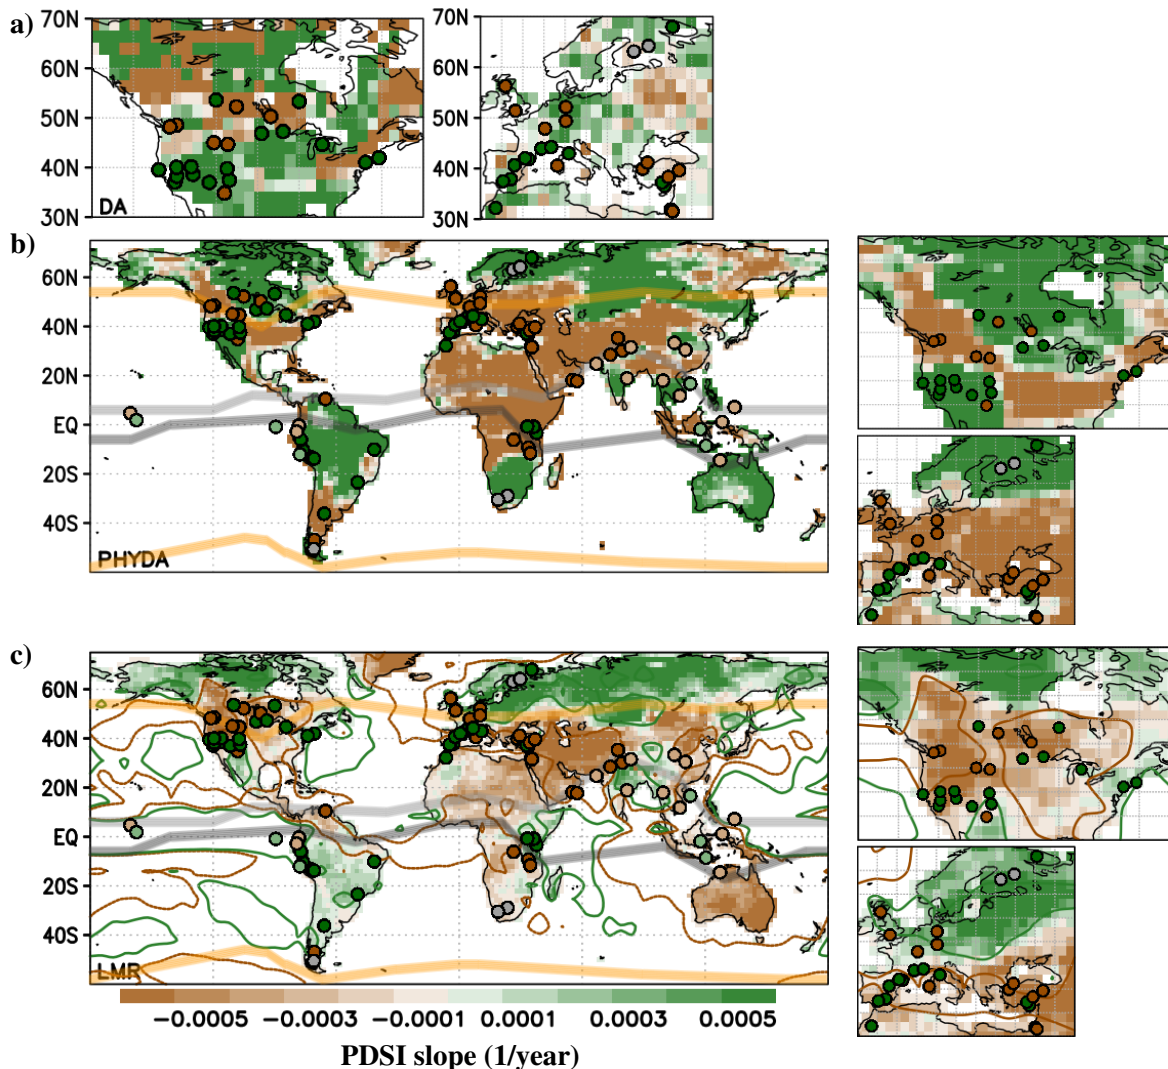 a)
70N
60N
50N
40N
30N
DA
70N
60N
50N
40N
30N
b)
60N
40N
20N
EQ
20S
40S
PHYDA
c)
60N
40N
20N
EQ
20S
40S
LMR
−0.0005 −0.0003 −0.0001 0.0001 0.0003 0.0005
PDSI slope (1/year)